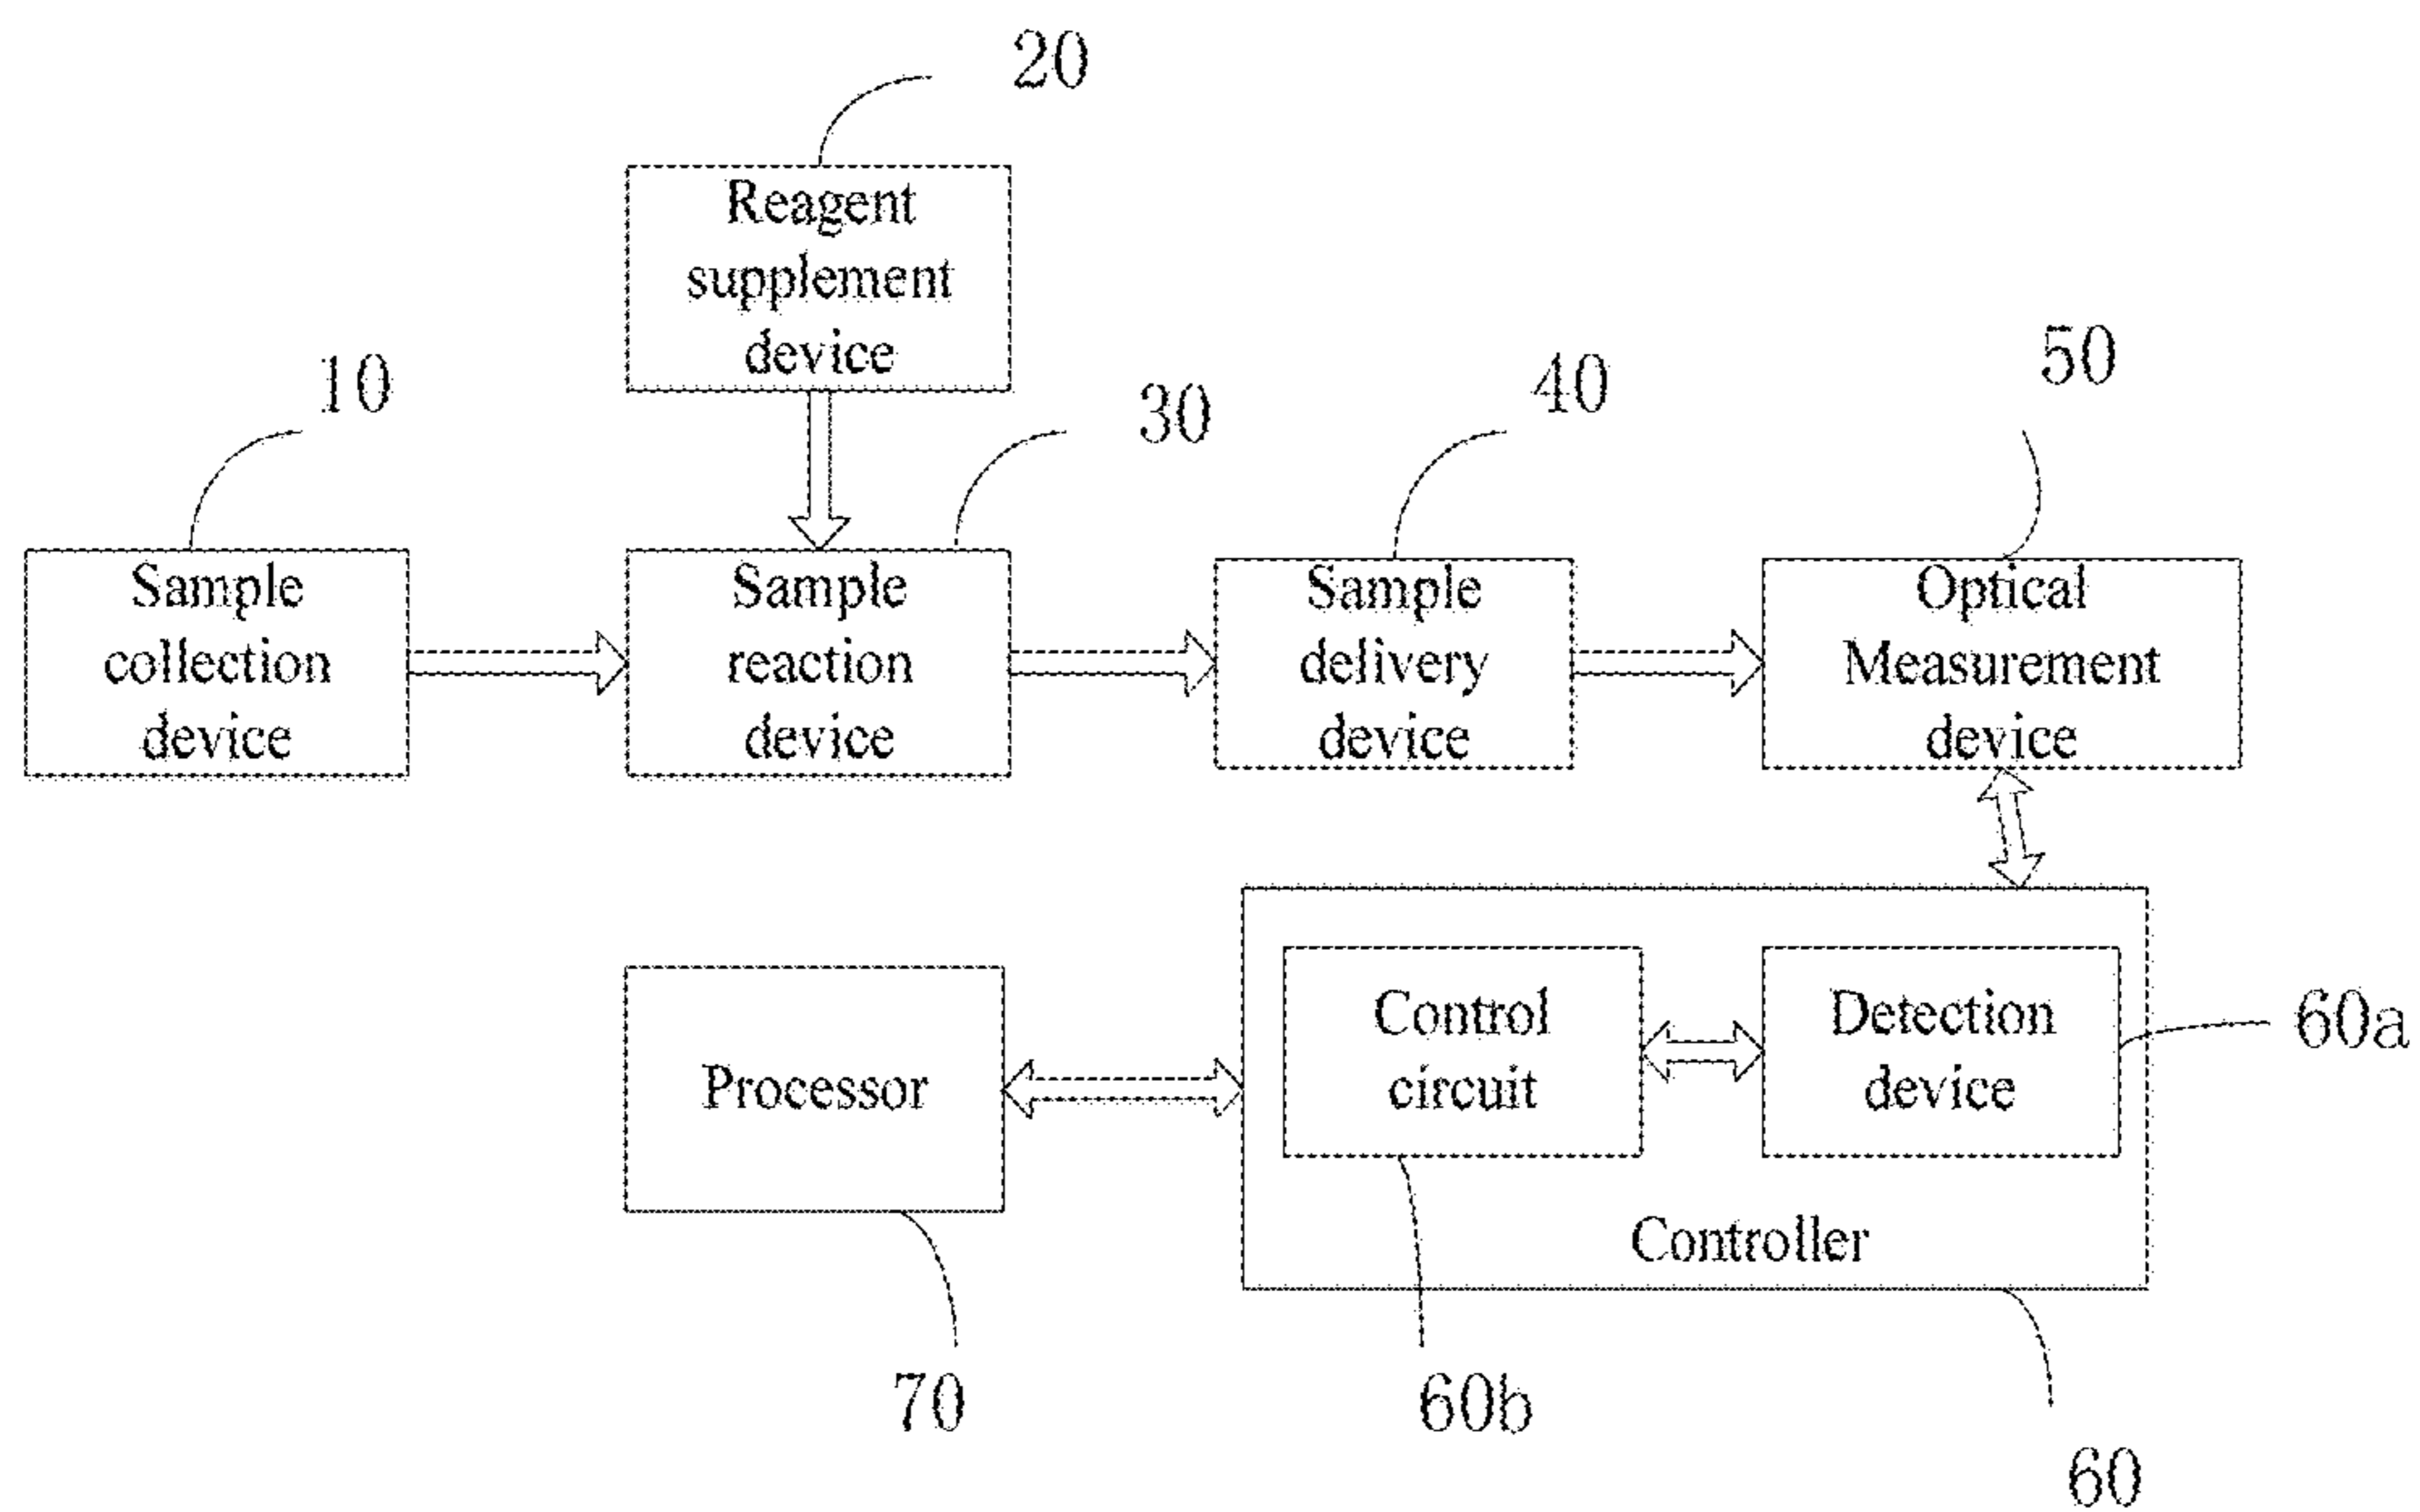 20
Reagent
supplement
device
10
30
40
50
Sample
collection
device
Sample
reaction
device
Sample
delivery
device
Optical
Measurement
device
Processor
Control
circuit
Detection
device
60a
Controller
70
60b
60